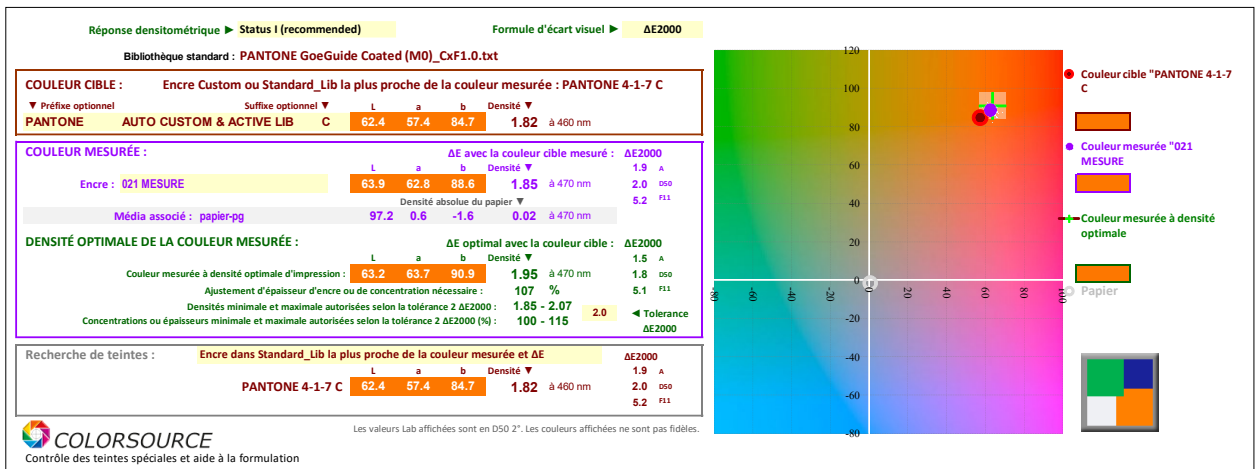 Réponse densitométrique ► Status I (recommended) Formule d'écart visuel ► ΔE2000
Bibliothèque standard : PANTONE GoeGuide Coated (M0)_CxF1.0.txt
COULEUR CIBLE : Encre Custom ou Standard_Lib la plus proche de la couleur mesurée : PANTONE 4-1-7 C
▼ Préfixe optionnel Suffixe optionnel ▼ L a b Densité ▼
PANTONE AUTO CUSTOM & ACTIVE LIB C 62.4 57.4 84.7 1.82 à 460 nm
COULEUR MESURÉE : ΔE avec la couleur cible mesuré : ΔE2000
L a b Densité ▼ 1.9 A
Encre : 021 MESURE 63.9 62.8 88.6 1.85 à 470 nm 2.0 D50
Densité absolue du papier ▼ 5.2 F11
Média associé : papier-pg 97.2 0.6 -1.6 0.02 à 470 nm
DENSITÉ OPTIMALE DE LA COULEUR MESURÉE : ΔE optimal avec la couleur cible : ΔE2000
L a b Densité ▼ 1.5 A
Couleur mesurée à densité optimale d'impression : 63.2 63.7 90.9 1.95 à 470 nm 1.8 D50
Ajustement d'épaisseur d'encre ou de concentration nécessaire : 107 % 5.1 F11
Densités minimale et maximale autorisées selon la tolérance 2 ΔE2000 : 1.85 - 2.07
2.0 ◄ Tolerance
Concentrations ou épaisseurs minimale et maximale autorisées selon la tolérance 2 ΔE2000 (%) : 100 - 115
ΔE2000
Recherche de teintes : Encre dans Standard_Lib la plus proche de la couleur mesurée et ΔE ΔE2000
L a b Densité ▼ 1.9 A
PANTONE 4-1-7 C 62.4 57.4 84.7 1.82 à 460 nm 2.0 D50
5.2 F11
COLORSOURCE
Les valeurs Lab affichées sont en D50 2°. Les couleurs affichées ne sont pas fidèles.
Contrôle des teintes spéciales et aide à la formulation
120
100
80
60
40
20
0
-20
-40
-60
-80
-80 -60 -40 -20 0 20 40 60 80 100
Couleur cible "PANTONE 4-1-7
C
Couleur mesurée "021
MESURE
Couleur mesurée à densité
optimale
Papier